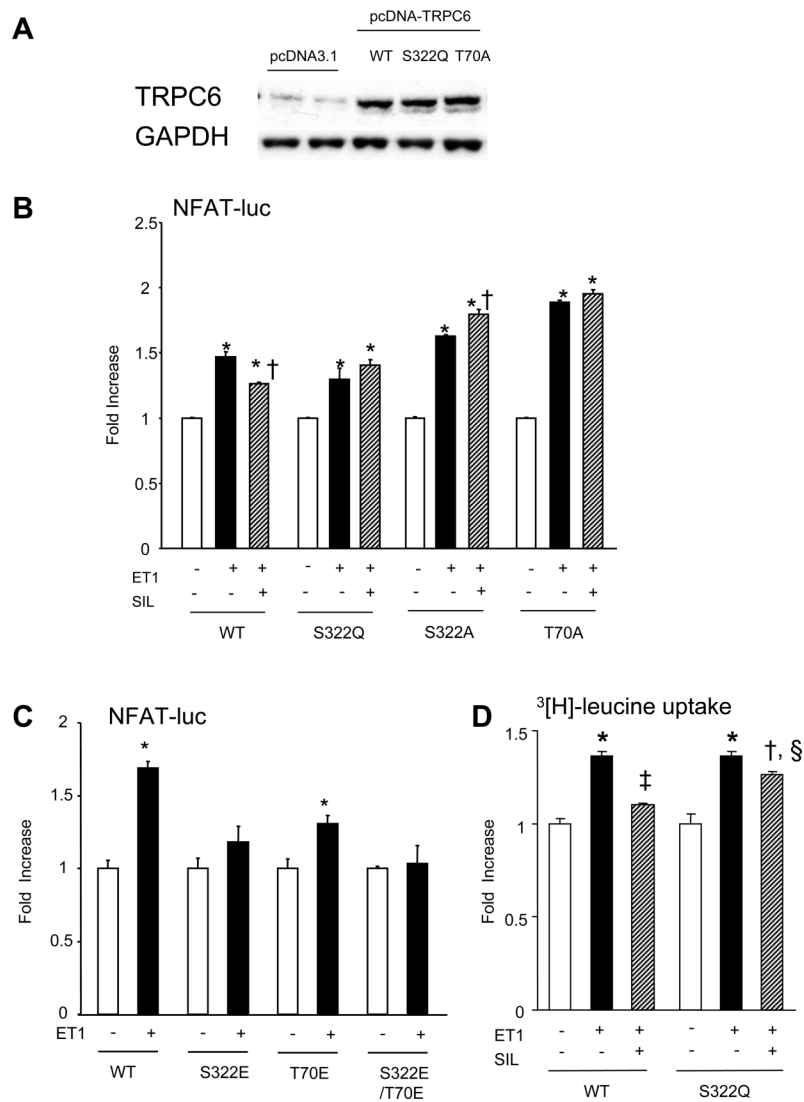 A
pcDNA-TRPC6
pcDNA3.1 WT S322Q T70A
TRPC6
GAPDH
B NFAT-luc
2.5
2
1.5
1
0.5
0
Fold Increase
* * † * * * * † * *
ET1 - + + - + + - + + - + +
SIL - - + - - + - - + - - +
WT S322Q S322A T70A
C NFAT-luc
2
1.5
1
0.5
0
Fold Increase
* *
ET1 - + - + - + - +
WT S322E T70E S322E
/T70E
D ³[H]-leucine uptake
1.5
1
0.5
0
Fold Increase
* ‡ * †, §
ET1 - + + - + +
SIL - - + - - +
WT S322Q